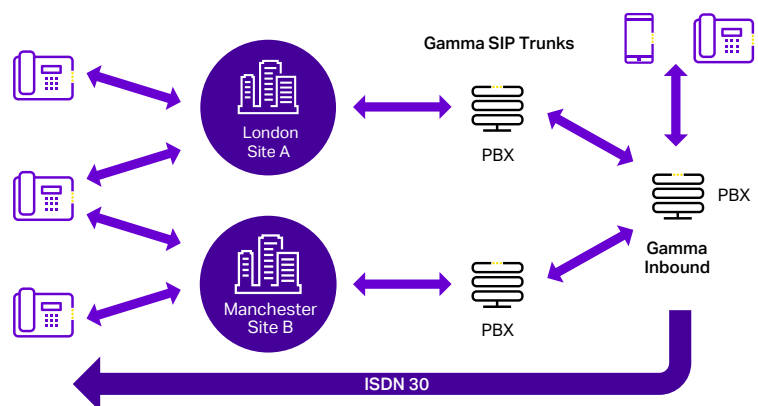 Gamma SIP Trunks
London
Site A
PBX
PBX
Gamma
Inbound
Manchester
Site B
PBX
ISDN 30